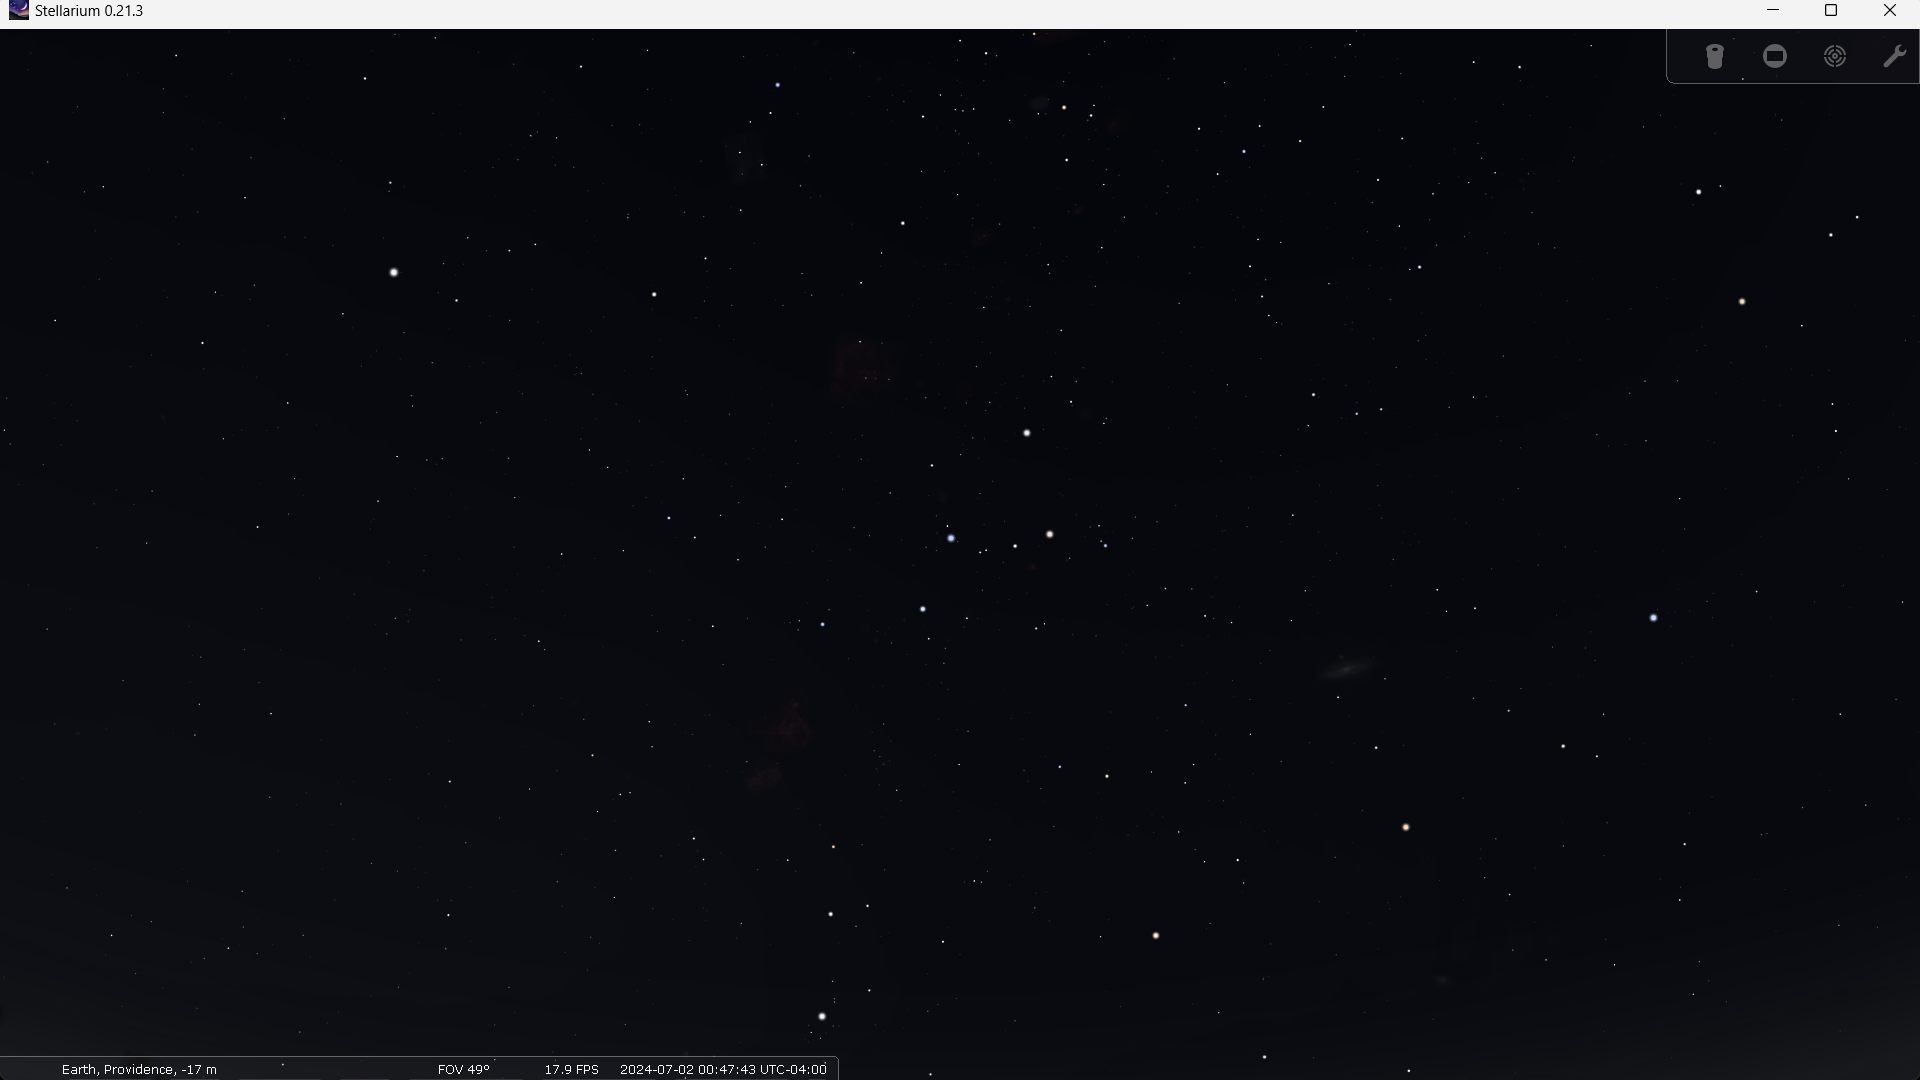 Stellarium 0.21.3
Earth, Providence, -17 m FOV 49° 17.9 FPS 2024-07-02 00:47:43 UTC-04:00